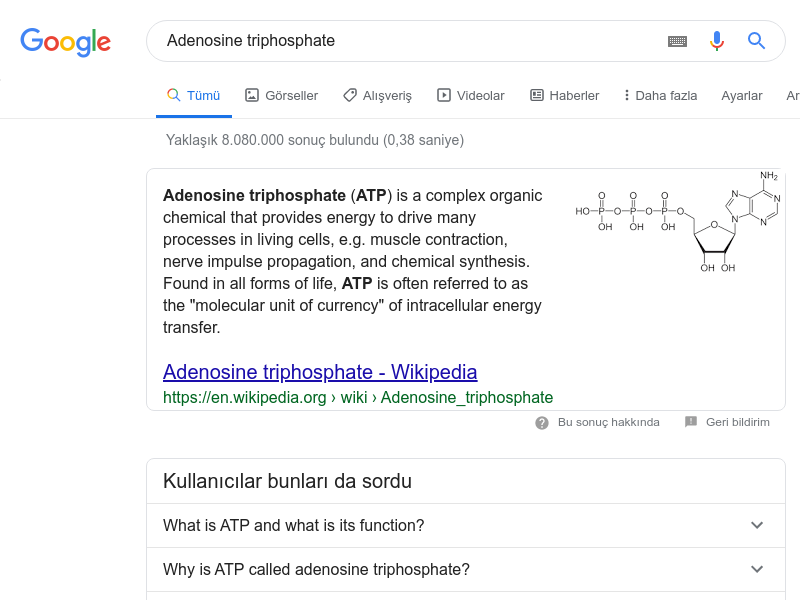 Google
Adenosine triphosphate
Tümü Görseller Alışveriş Videolar Haberler Daha fazla Ayarlar Ar
Yaklaşık 8.080.000 sonuç bulundu (0,38 saniye)
Adenosine triphosphate (ATP) is a complex organic
chemical that provides energy to drive many
processes in living cells, e.g. muscle contraction,
nerve impulse propagation, and chemical synthesis.
Found in all forms of life, ATP is often referred to as
the "molecular unit of currency" of intracellular energy
transfer.
NH₂
O O O N N
HO-P-O-P-O-P-O O N N
OH OH OH
OH OH
Adenosine triphosphate - Wikipedia
https://en.wikipedia.org › wiki › Adenosine_triphosphate
Bu sonuç hakkında Geri bildirim
Kullanıcılar bunları da sordu
What is ATP and what is its function?
Why is ATP called adenosine triphosphate?